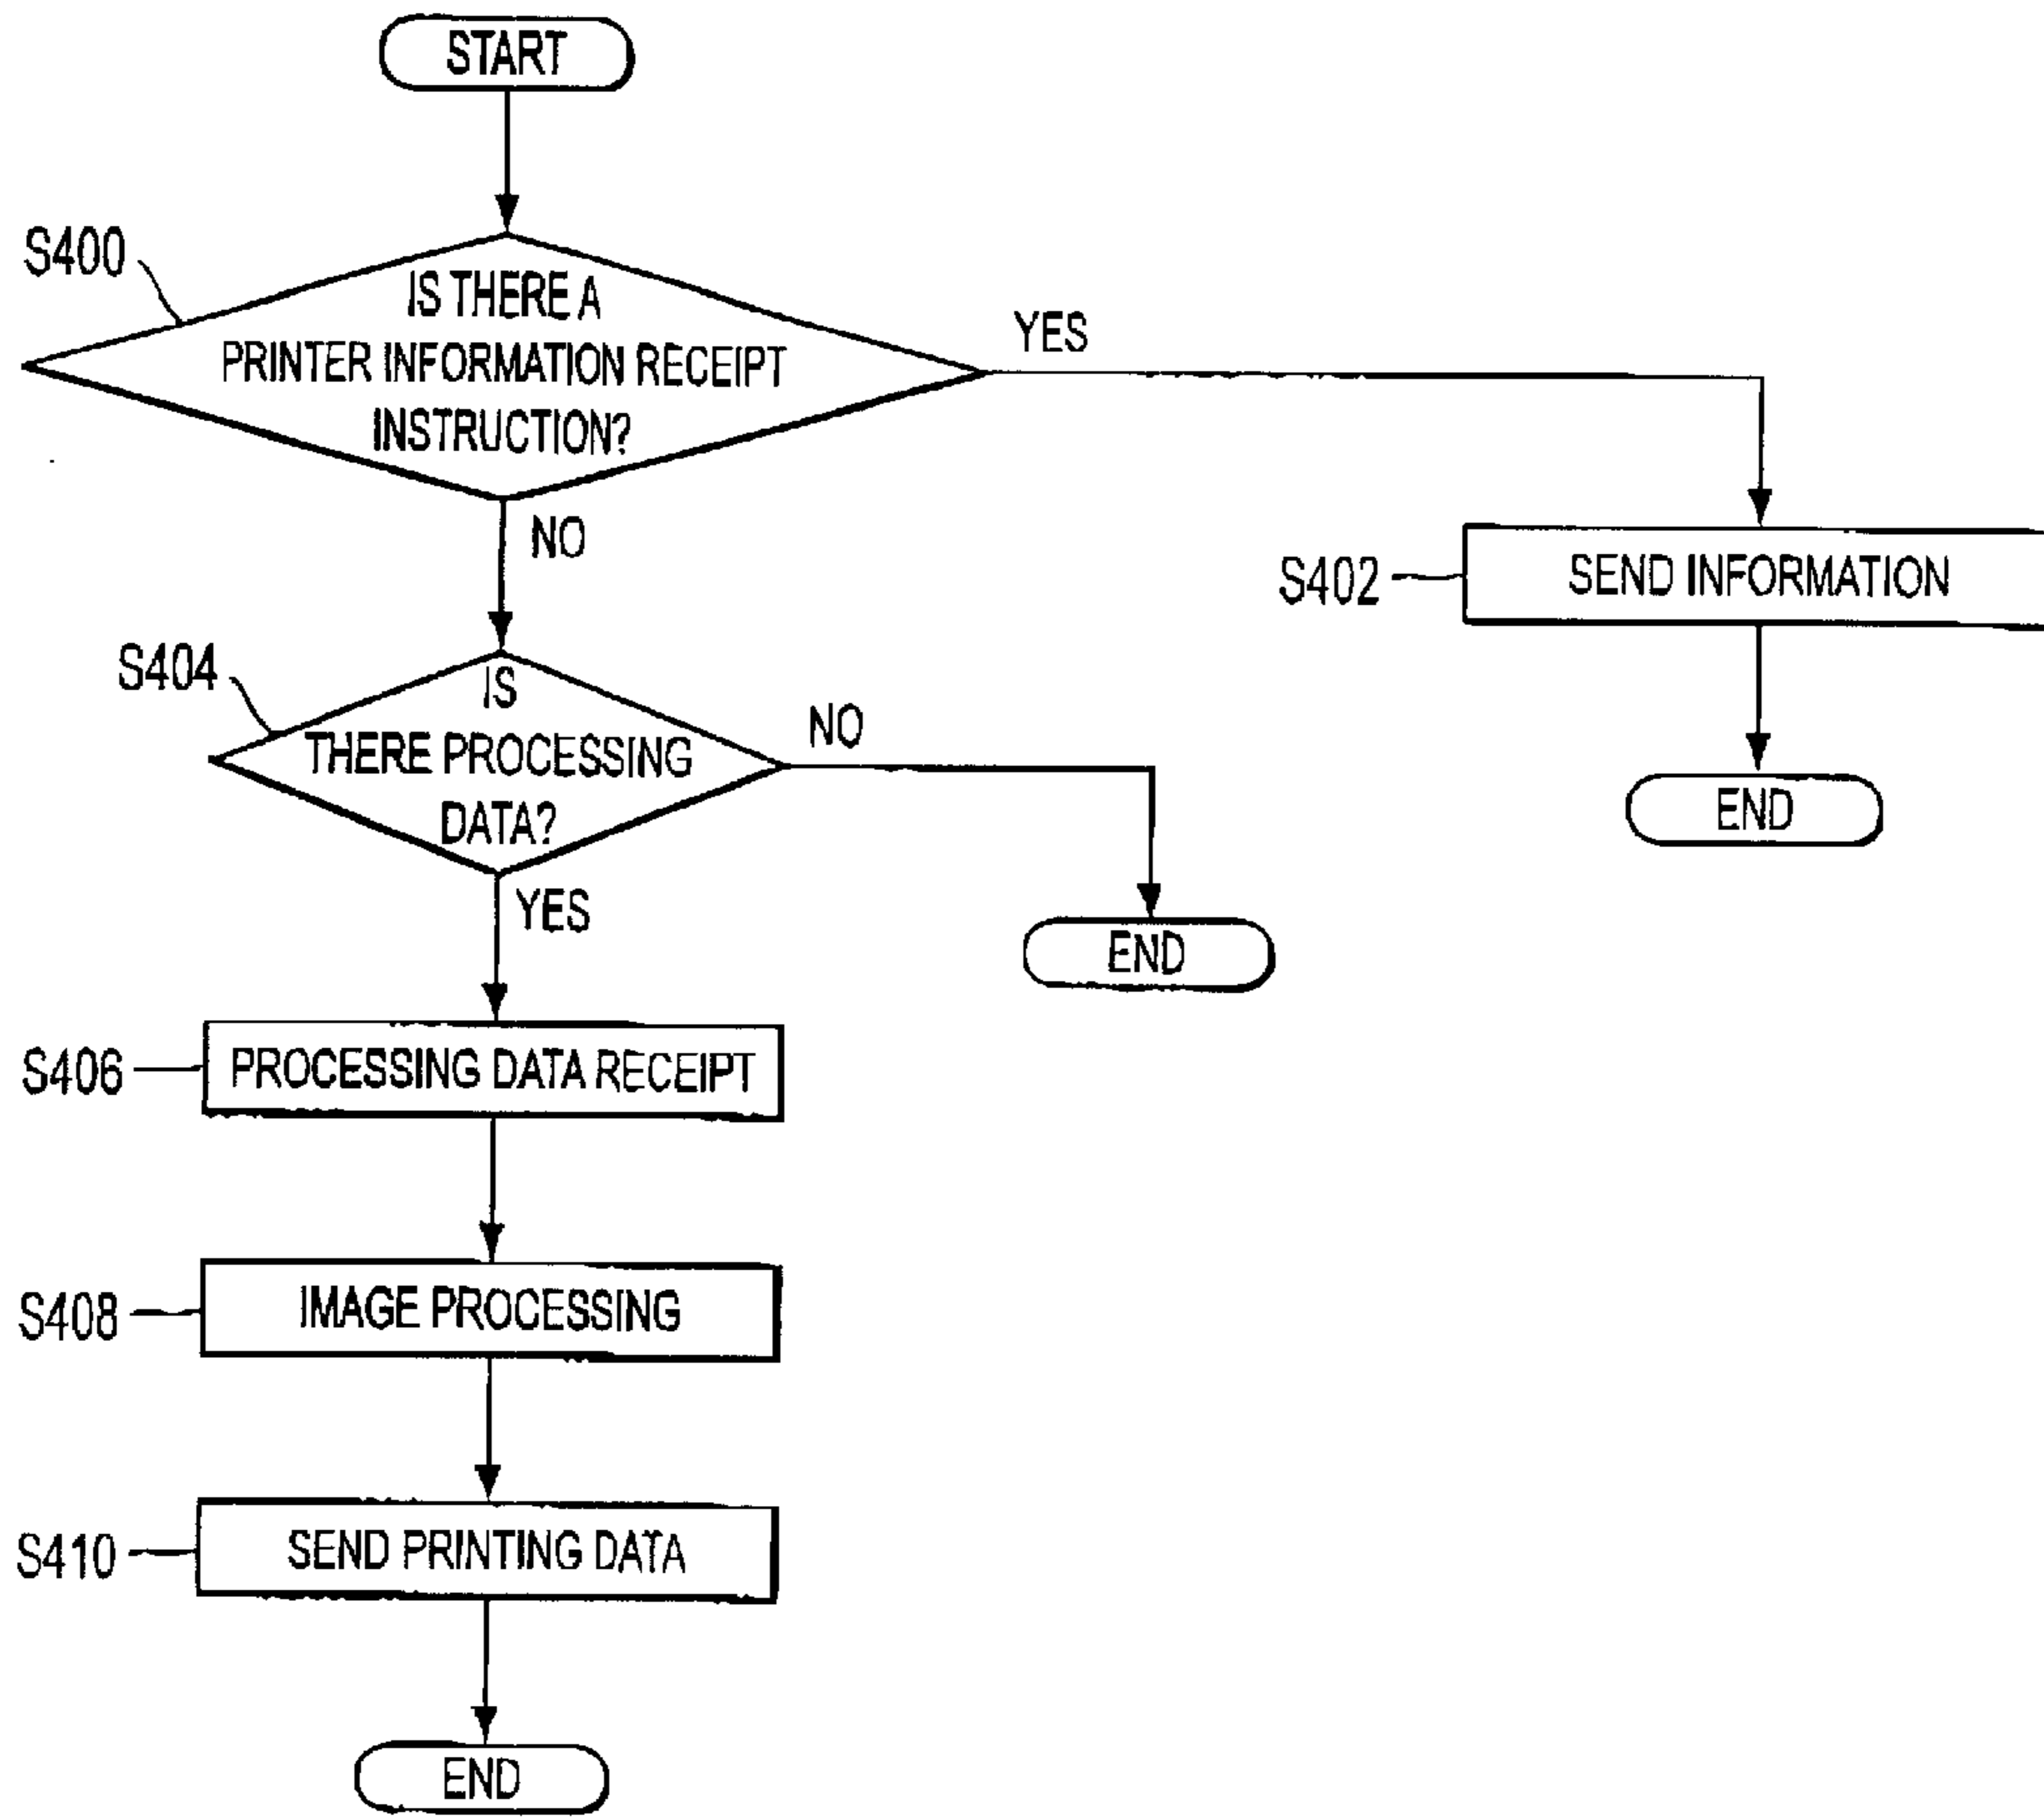 START
S400
IS THERE A
PRINTER INFORMATION RECEIPT
INSTRUCTION?
YES
NO
S402
SEND INFORMATION
END
S404
IS
THERE PROCESSING
DATA?
NO
END
YES
S406
PROCESSING DATA RECEIPT
S408
IMAGE PROCESSING
S410
SEND PRINTING DATA
END